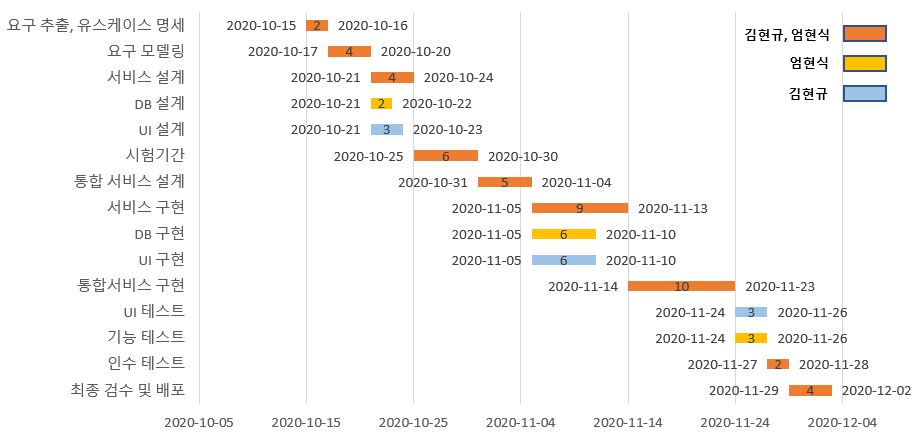 요구 추출, 유스케이스 명세 2020-10-15 2 2020-10-16
요구 모델링 2020-10-17 4 2020-10-20
서비스 설계 2020-10-21 4 2020-10-24
DB 설계 2020-10-21 2 2020-10-22
UI 설계 2020-10-21 3 2020-10-23
시험기간 2020-10-25 6 2020-10-30
통합 서비스 설계 2020-10-31 5 2020-11-04
서비스 구현 2020-11-05 9 2020-11-13
DB 구현 2020-11-05 6 2020-11-10
UI 구현 2020-11-05 6 2020-11-10
통합서비스 구현 2020-11-14 10 2020-11-23
UI 테스트 2020-11-24 3 2020-11-26
기능 테스트 2020-11-24 3 2020-11-26
인수 테스트 2020-11-27 2 2020-11-28
최종 검수 및 배포 2020-11-29 4 2020-12-02
2020-10-05 2020-10-15 2020-10-25 2020-11-04 2020-11-14 2020-11-24 2020-12-04
김현규, 엄현식
엄현식
김현규